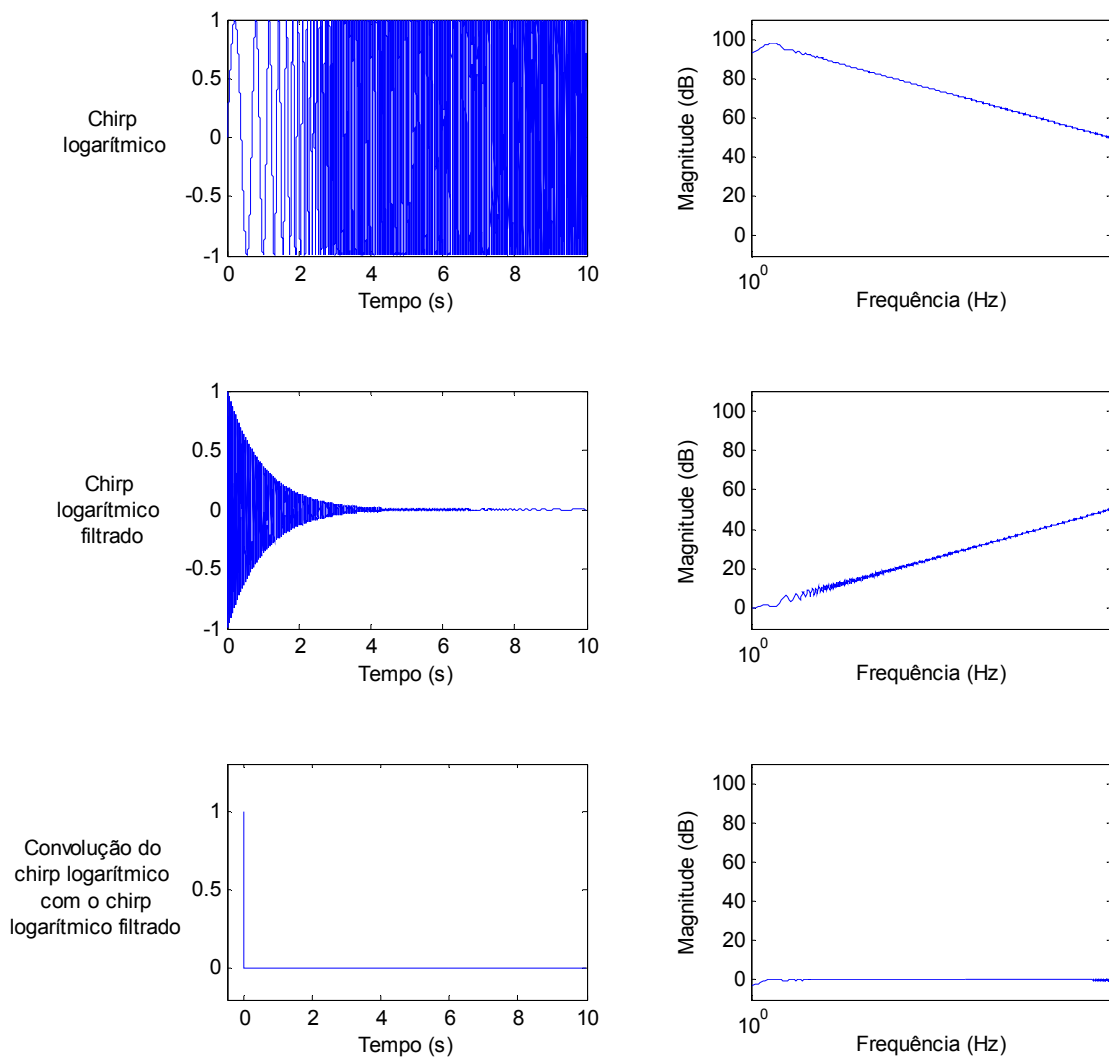 Chirp
logarítmico
1
0.5
0
-0.5
-1
0 2 4 6 8 10
Tempo (s)
Magnitude (dB)
100
80
60
40
20
0
10^0
Frequência (Hz)
Chirp
logarítmico
filtrado
1
0.5
0
-0.5
-1
0 2 4 6 8 10
Tempo (s)
Magnitude (dB)
100
80
60
40
20
0
10^0
Frequência (Hz)
Convolução do
chirp logarítmico
com o chirp
logarítmico filtrado
1
0.5
0
0 2 4 6 8 10
Tempo (s)
Magnitude (dB)
100
80
60
40
20
0
10^0
Frequência (Hz)